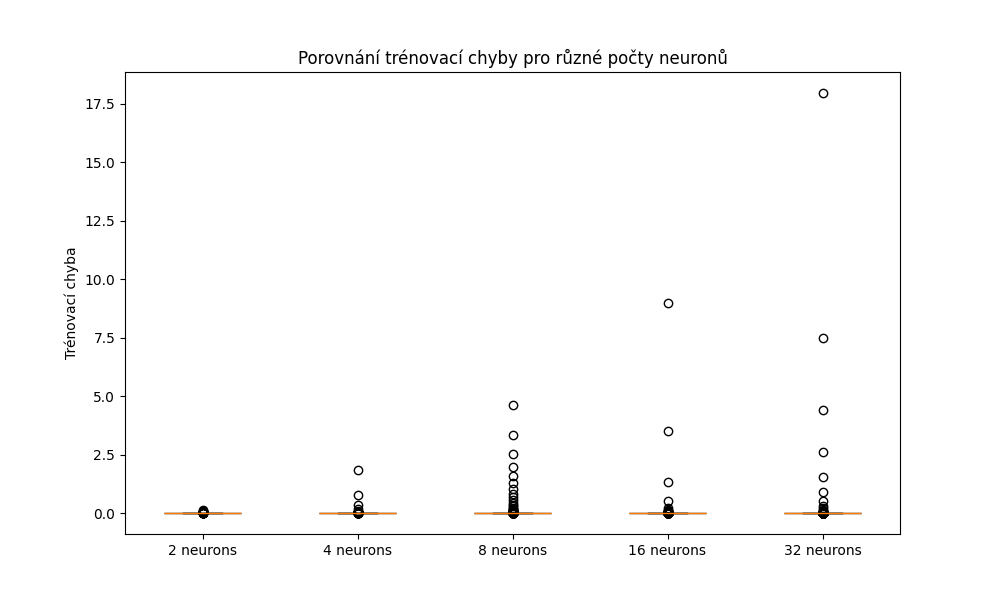 Porovnání trénovací chyby pro různé počty neuronů
Trénovací chyba
17.5
15.0
12.5
10.0
7.5
5.0
2.5
0.0
2 neurons
4 neurons
8 neurons
16 neurons
32 neurons